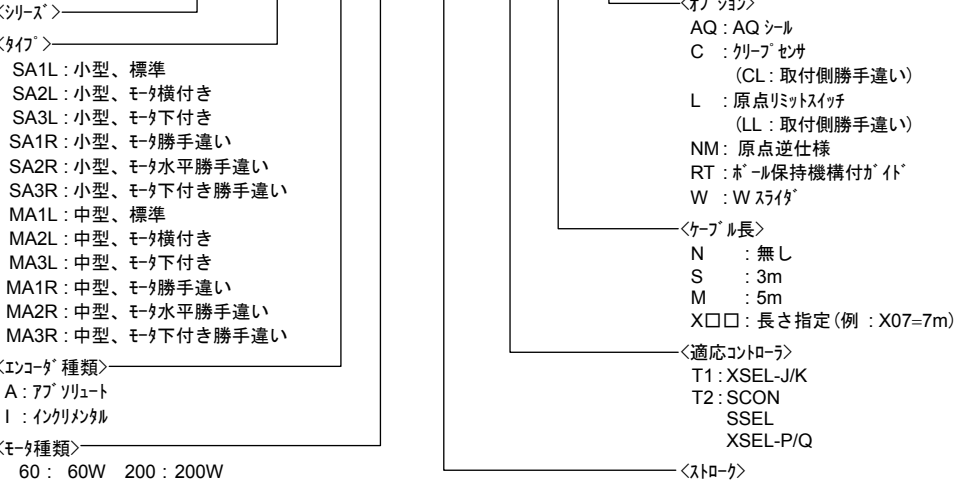 <シリーズ>
<タイプ>
SA1L：小型、標準
SA2L：小型、モータ横付き
SA3L：小型、モータ下付き
SA1R：小型、モータ勝手違い
SA2R：小型、モータ水平勝手違い
SA3R：小型、モータ下付き勝手違い
MA1L：中型、標準
MA2L：中型、モータ横付き
MA3L：中型、モータ下付き
MA1R：中型、モータ勝手違い
MA2R：中型、モータ水平勝手違い
MA3R：中型、モータ下付き勝手違い
<エンコーダ種類>
A：アブソリュート
I：インクリメンタル
<モータ種類>
60： 60W 200：200W
<オプション>
AQ：AQシール
C ：クリープセンサ
(CL：取付側勝手違い)
L ：原点リミットスイッチ
(LL：取付側勝手違い)
NM： 原点逆仕様
RT：ボール保持機構付ガイド
W ：Wスライダ
<ケーブル長>
N ：無し
S ：3m
M ：5m
X□□：長さ指定(例 ：X07=7m)
<適応コントローラ>
T1：XSEL-J/K
T2：SCON
SSEL
XSEL-P/Q
<ストローク>